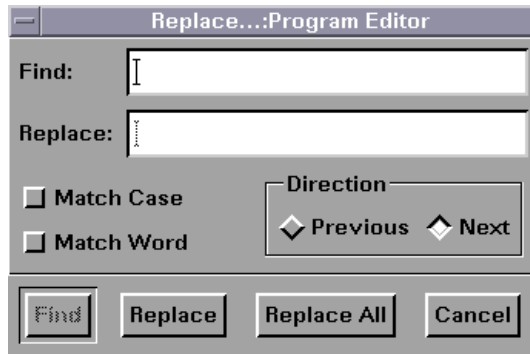 Replace...:Program Editor
Find:
Replace:
Match Case
Match Word
Direction
Previous Next
Find Replace Replace All Cancel